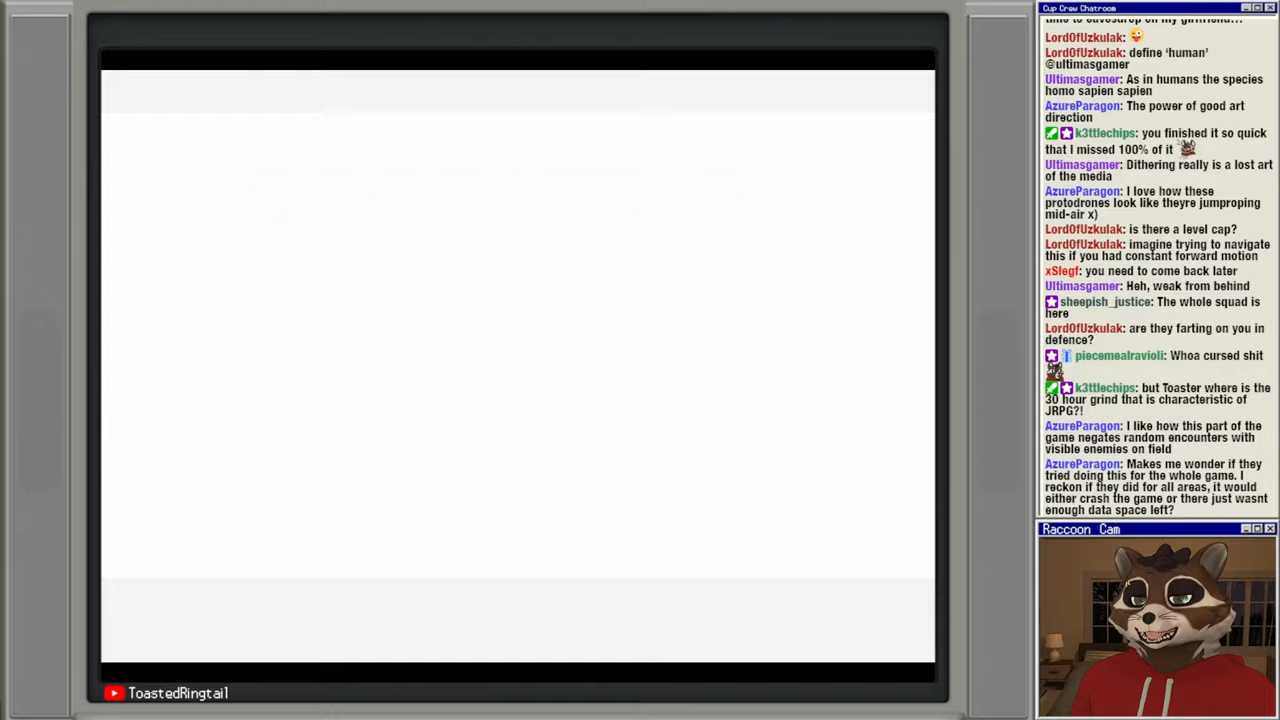 Cup Crew Chatroom
time to eavesdrop on my girlfriend...
LordOfUzkulak:
LordOfUzkulak: define ‘human’
@ultimasgamer
Ultimasgamer: As in humans the species
homo sapien sapien
AzureParagon: The power of good art
direction
k3ttlechips: you finished it so quick
that I missed 100% of it
Ultimasgamer: Dithering really is a lost art
of the media
AzureParagon: I love how these
protodrones look like theyre jumproping
mid-air x)
LordOfUzkulak: is there a level cap?
LordOfUzkulak: imagine trying to navigate
this if you had constant forward motion
xSlegf: you need to come back later
Ultimasgamer: Heh, weak from behind
sheepish_justice: The whole squad is
here
LordOfUzkulak: are they farting on you in
defence?
piecemealravioli: Whoa cursed shit
k3ttlechips: but Toaster where is the
30 hour grind that is characteristic of
JRPG?!
AzureParagon: I like how this part of the
game negates random encounters with
visible enemies on field
AzureParagon: Makes me wonder if they
tried doing this for the whole game. I
reckon if they did for all areas, it would
either crash the game or there just wasnt
enough data space left?
Raccoon Cam
ToastedRingtail